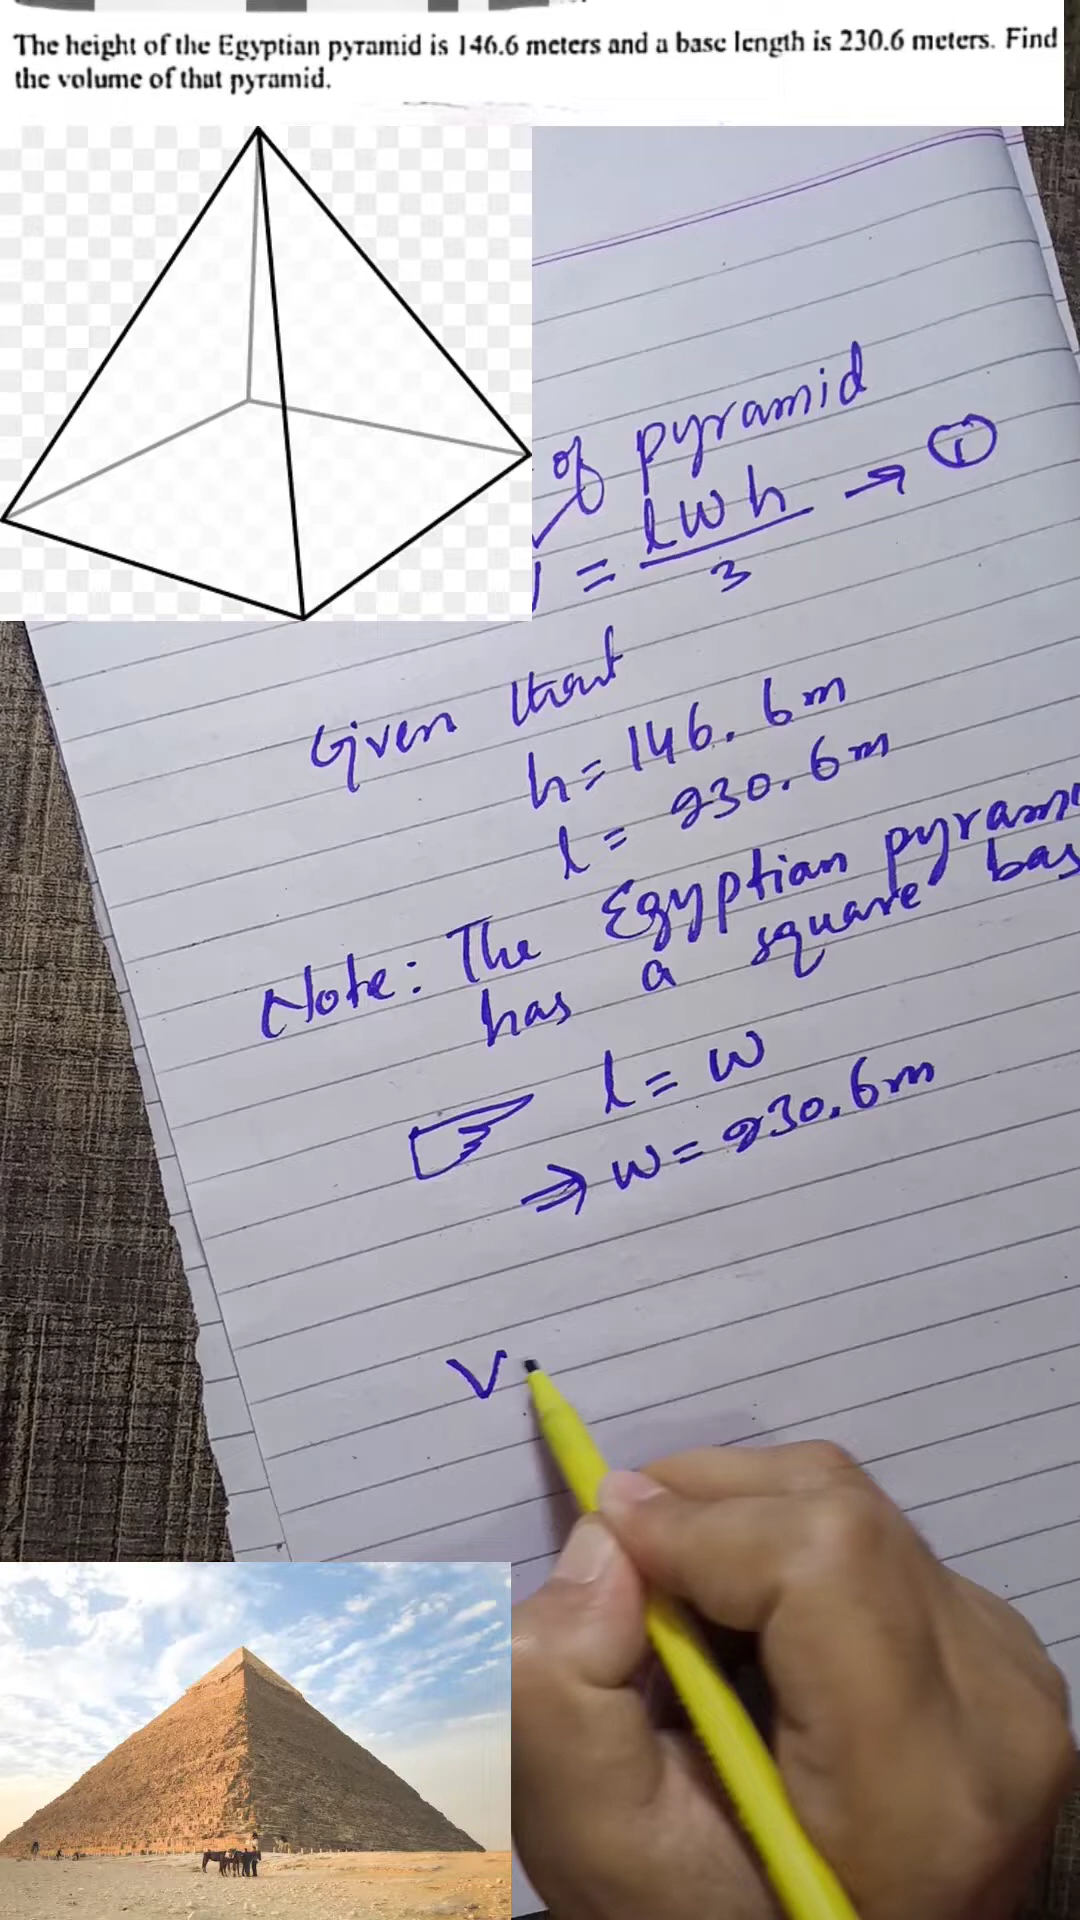 The height of the Egyptian pyramid is 146.6 meters and a base length is 230.6 meters. Find
the volume of that pyramid.
of pyramid
= lwh/3 → ①
Given that
h = 146.6m
l = 230.6m
Note: The Egyptian pyrami
has a square bas
l = w
⇒ w = 230.6m
V